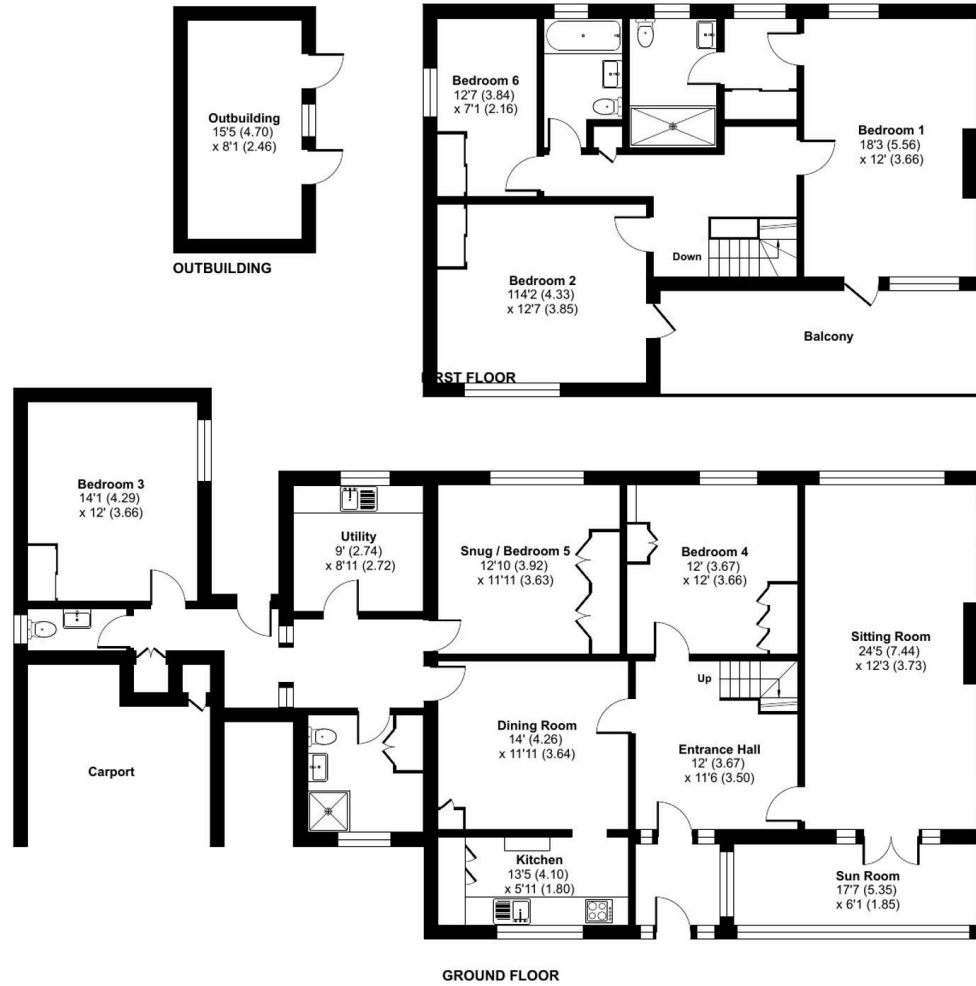 Outbuilding
15'5 (4.70)
x 8'1 (2.46)
OUTBUILDING
Bedroom 6
12'7 (3.84)
x 7'1 (2.16)
Bedroom 1
18'3 (5.56)
x 12' (3.66)
Down
Bedroom 2
114'2 (4.33)
x 12'7 (3.85)
Balcony
FIRST FLOOR
Bedroom 3
14'1 (4.29)
x 12' (3.66)
Utility
9' (2.74)
x 8'11 (2.72)
Snug / Bedroom 5
12'10 (3.92)
x 11'11 (3.63)
Bedroom 4
12' (3.67)
x 12' (3.66)
Sitting Room
24'5 (7.44)
x 12'3 (3.73)
Up
Dining Room
14' (4.26)
x 11'11 (3.64)
Entrance Hall
12' (3.67)
x 11'6 (3.50)
Carport
Kitchen
13'5 (4.10)
x 5'11 (1.80)
Sun Room
17'7 (5.35)
x 6'1 (1.85)
GROUND FLOOR